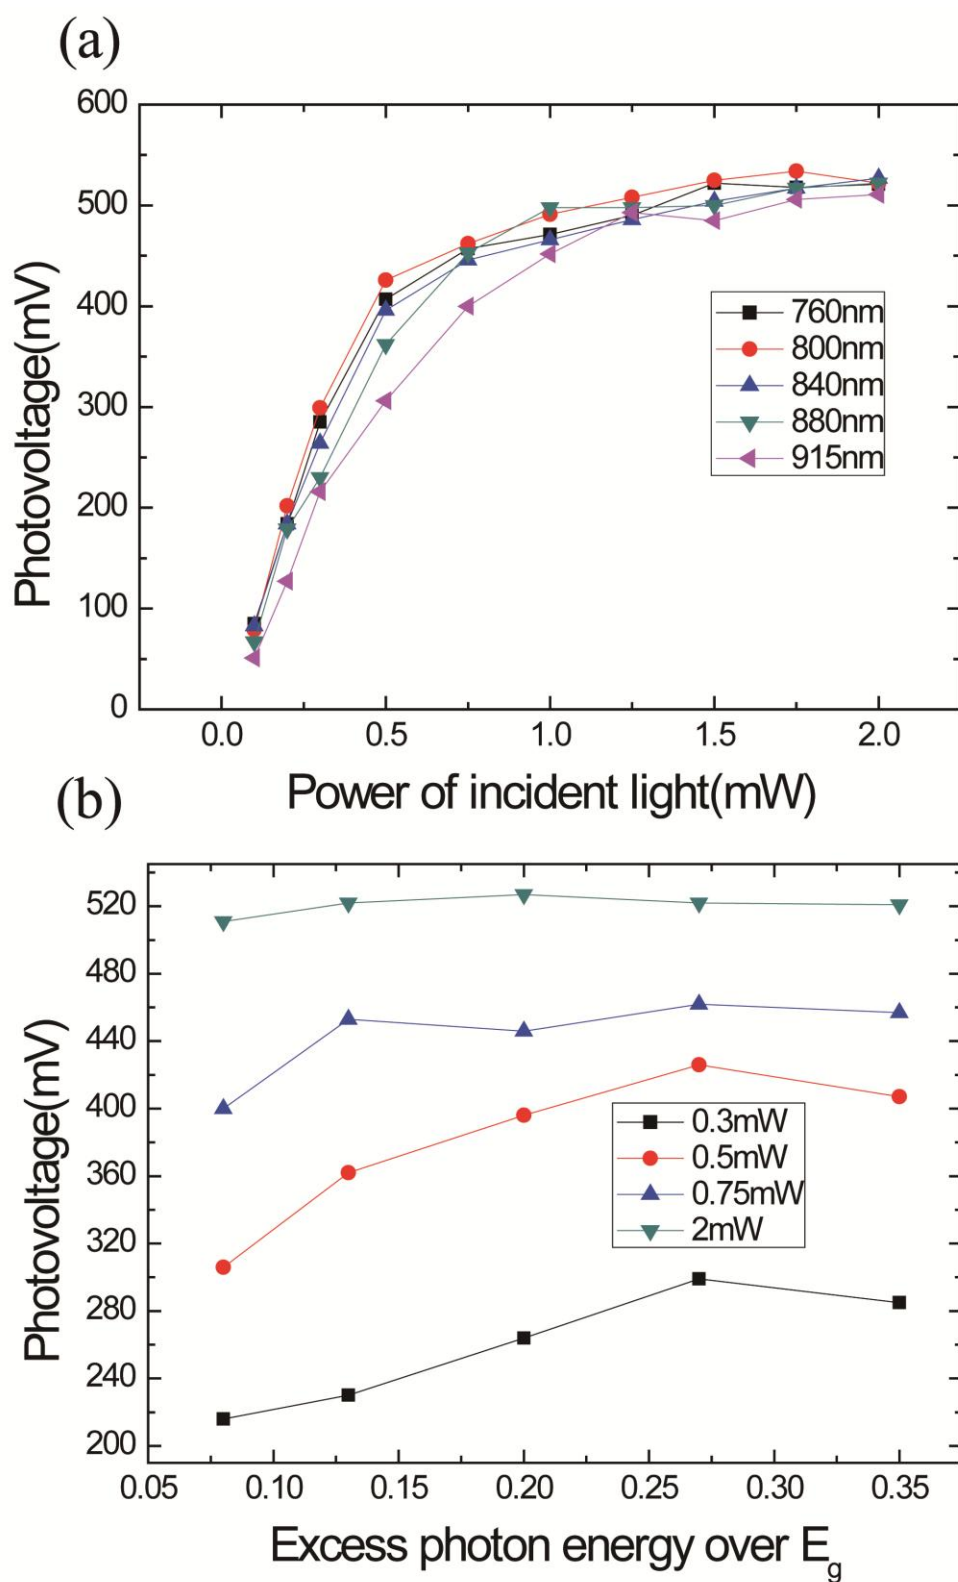 (a)
600
500
400
300
200
100
0
Photovoltage(mV)
760nm
800nm
840nm
880nm
915nm
0.0 0.5 1.0 1.5 2.0
Power of incident light(mW)
(b)
520
480
440
400
360
320
280
240
200
Photovoltage(mV)
0.3mW
0.5mW
0.75mW
2mW
0.05 0.10 0.15 0.20 0.25 0.30 0.35
Excess photon energy over Eg